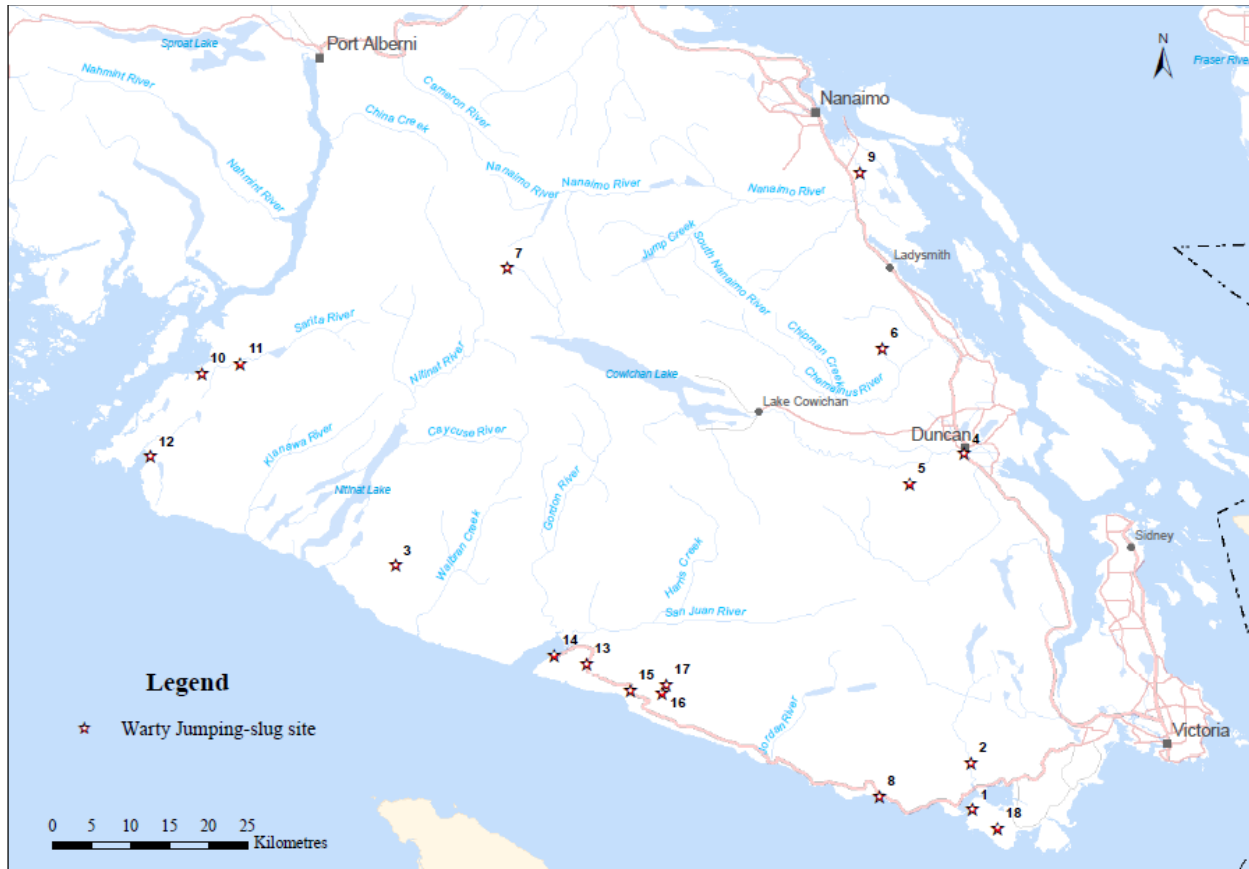 Sproat Lake
Port Alberni
N
Fraser River
Nahmint River
Cameron River
Nanaimo
China Creek
9
Nanaimo River
Nanaimo River
Nanaimo River
Nahmint River
Jump Creek
South Nanaimo River
7
Ladysmith
Sarita River
6
Chipman Creek
10
11
Nitinat River
Cowichan Lake
Chemainus River
Lake Cowichan
12
Klanawa River
Caycuse River
Duncan
4
5
Nitinat Lake
Gordon River
Sidney
3
Walbran Creek
Harris Creek
San Juan River
14
13
17
15
16
Legend
Warty Jumping-slug site
Jordan River
Victoria
2
8
1
18
0 5 10 15 20 25
Kilometres